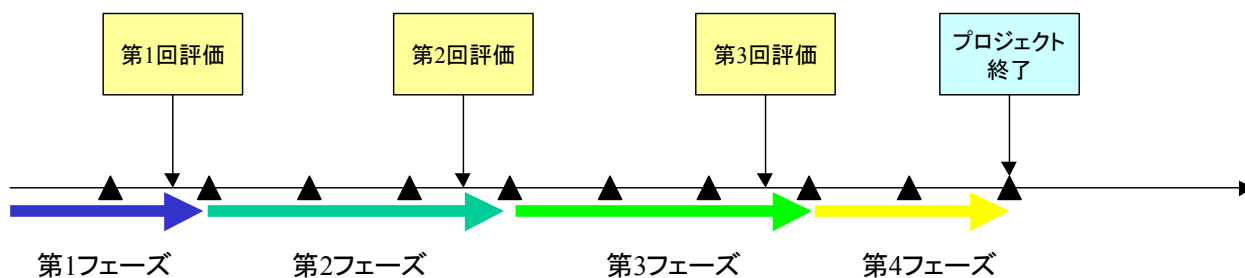 第1回評価
第2回評価
第3回評価
プロジェクト
終了
第1フェーズ
第2フェーズ
第3フェーズ
第4フェーズ